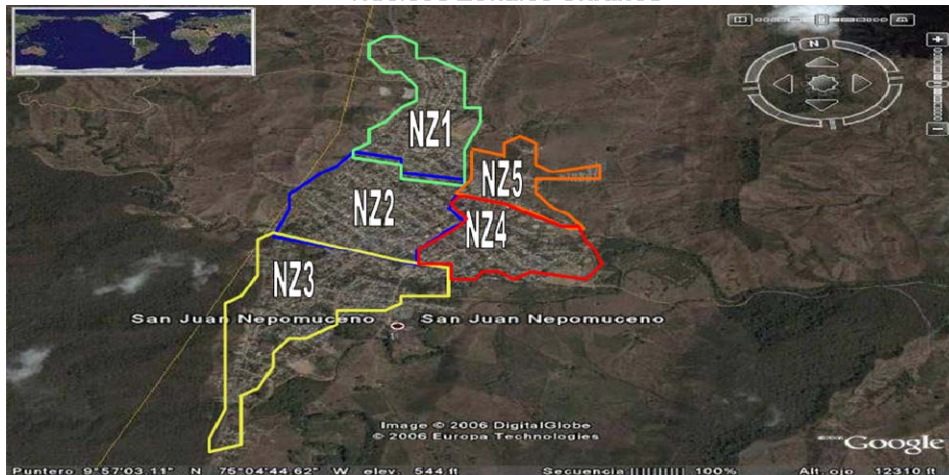 N
NZ1
NZ5
NZ2
NZ4
NZ3
San Juan Nepomuceno San Juan Nepomuceno
Image © 2006 DigitalGlobe
© 2006 Europa Technologies
Google
Puntero 9°57'03.11" N 75°04'44.62" W elev. 544 ft Secuencia |||||||||| 100% Alt. ojo 12310 ft